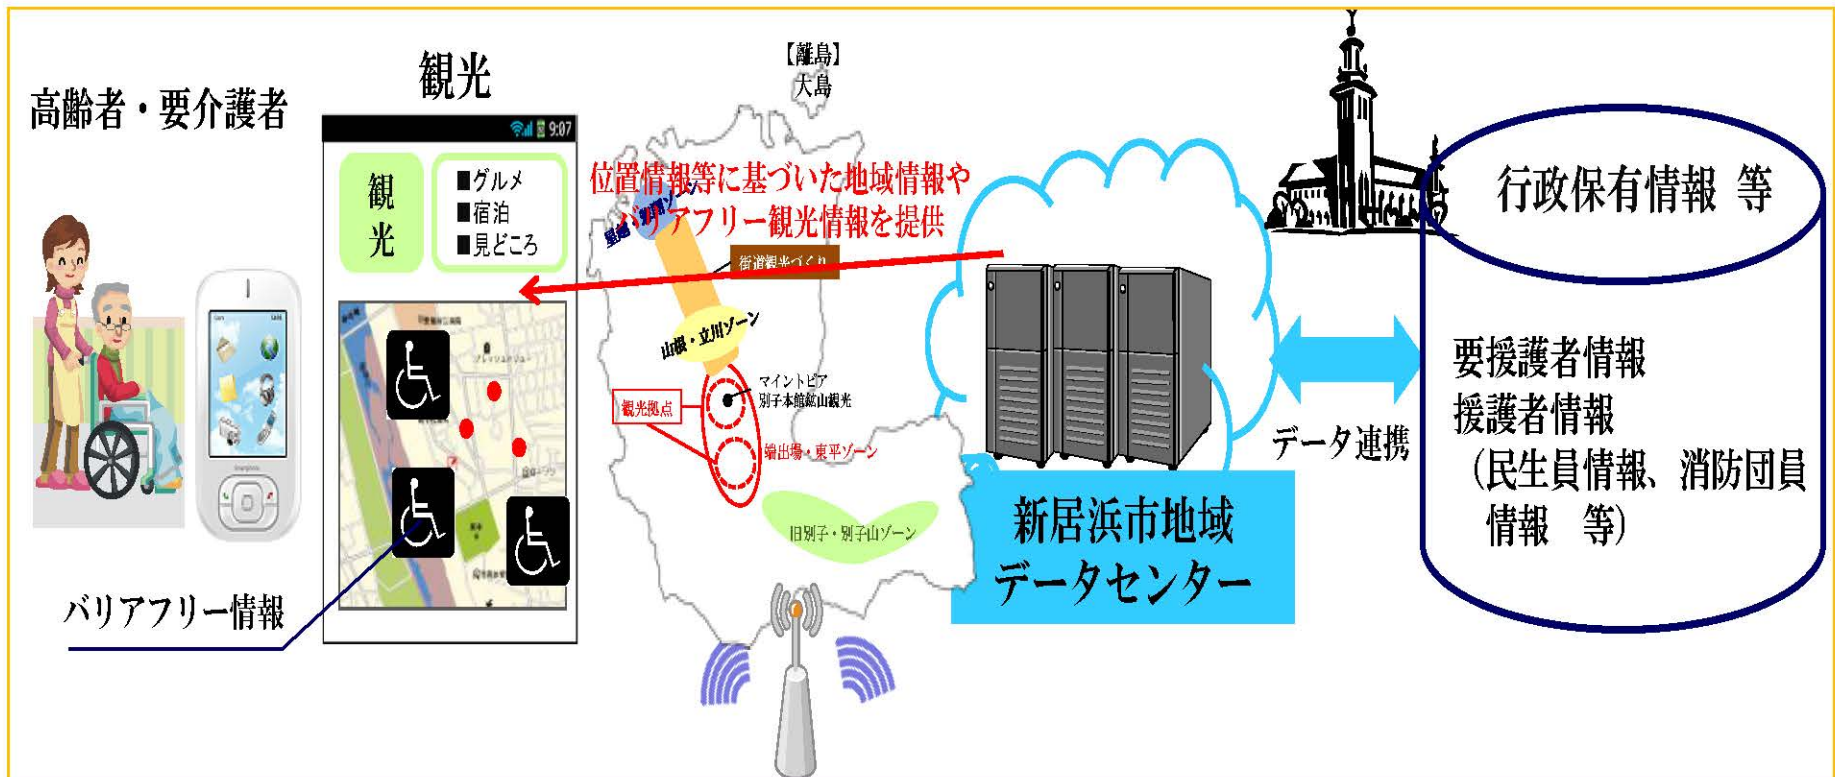 高齢者・要介護者
バリアフリー情報
観光
9:07
観
光
■グルメ
■宿泊
■見どころ
【離島】
大島
位置情報等に基づいた地域情報や
バリアフリー観光情報を提供
街道観光づくり
山根・立川ゾーン
マイントピア
別子本館鉱山観光
観光拠点
端出場・東平ゾーン
旧別子・別子山ゾーン
新居浜市地域
データセンター
データ連携
行政保有情報 等
要援護者情報
援護者情報
（民生員情報、消防団員
情報 等）